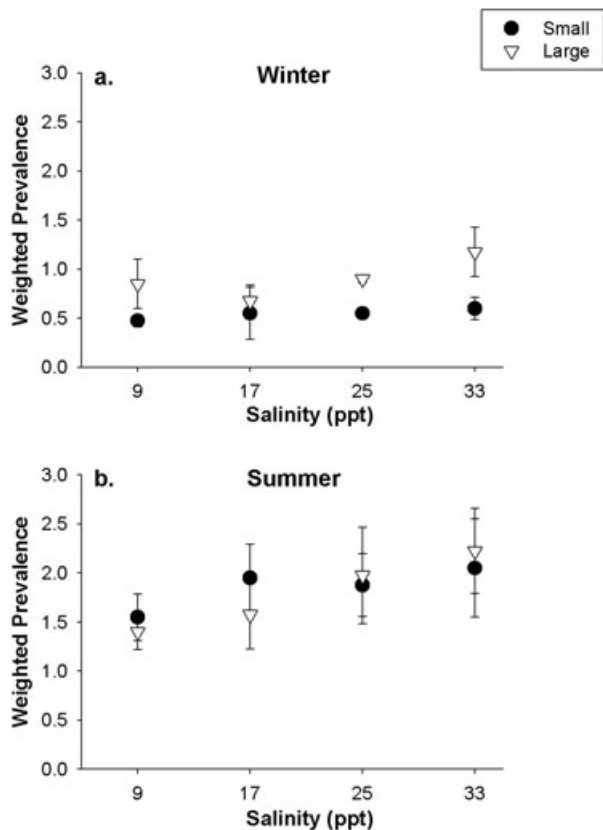 Small
Large
a.
Winter
3.0
2.5
2.0
1.5
1.0
0.5
0.0
Weighted Prevalence
9 17 25 33
Salinity (ppt)
b.
Summer
3.0
2.5
2.0
1.5
1.0
0.5
0.0
Weighted Prevalence
9 17 25 33
Salinity (ppt)